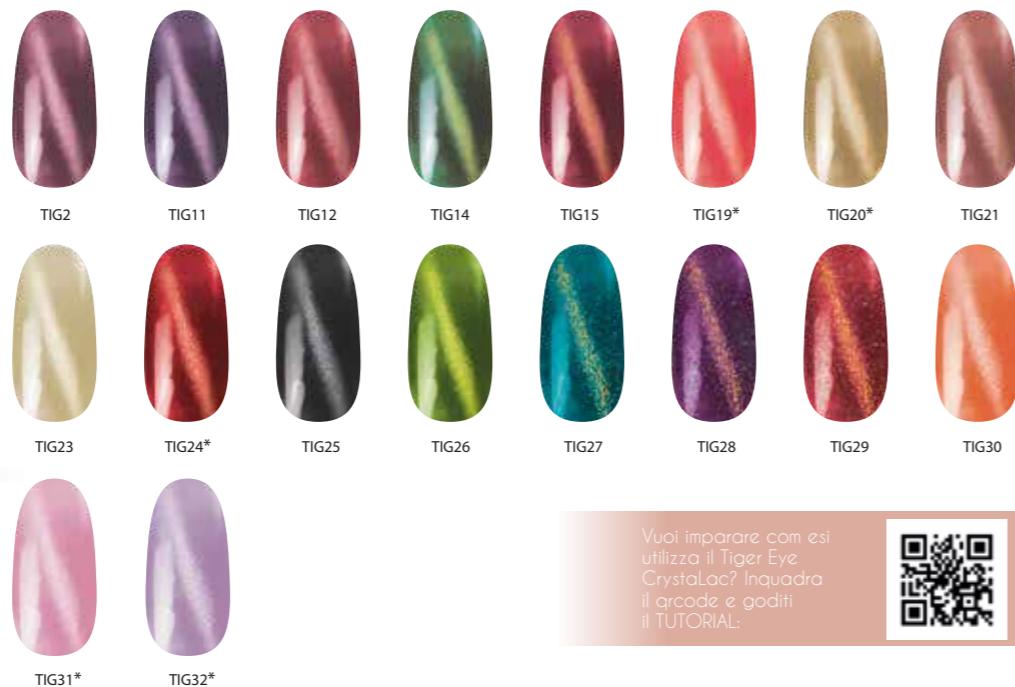 TIG2 TIG11 TIG12 TIG14 TIG15 TIG19* TIG20* TIG21
TIG23 TIG24* TIG25 TIG26 TIG27 TIG28 TIG29 TIG30
Vuoi imparare com esi
utilizza il Tiger Eye
CrystaLac? Inquadra
il qrcode e goditi
il TUTORIAL:
TIG31* TIG32*